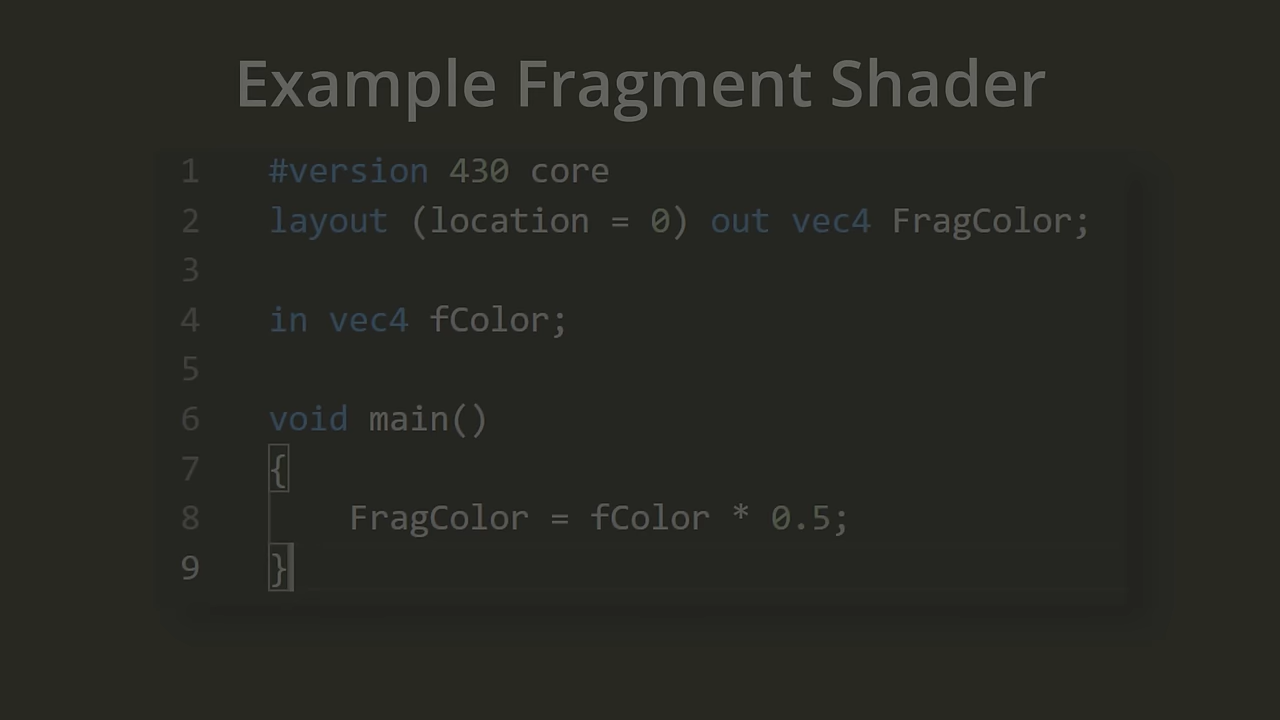 Example Fragment Shader
1 #version 430 core
2 layout (location = 0) out vec4 FragColor;
3
4 in vec4 fColor;
5
6 void main()
7 {
8 FragColor = fColor * 0.5;
9 }